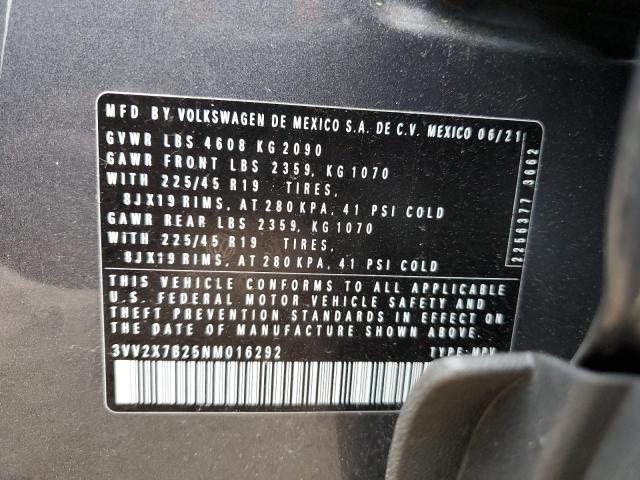 MFD BY VOLKSWAGEN DE MEXICO S.A. DE C.V. MEXICO 06/21
GVWR LBS 4608 KG 2090
GAWR FRONT LBS 2359, KG 1070
WITH 225/45 R19 TIRES,
8JX19 RIMS, AT 280 KPA, 41 PSI COLD
GAWR REAR LBS 2359, KG 1070
WITH 225/45 R19 TIRES,
8JX19 RIMS, AT 280 KPA, 41 PSI COLD
THIS VEHICLE CONFORMS TO ALL APPLICABLE
U.S. FEDERAL MOTOR VEHICLE SAFETY AND
THEFT PREVENTION STANDARDS IN EFFECT ON
THE DATE OF MANUFACTURE SHOWN ABOVE.
3VV2X7B25NM016292 TYPE: MPV
2256377 3662